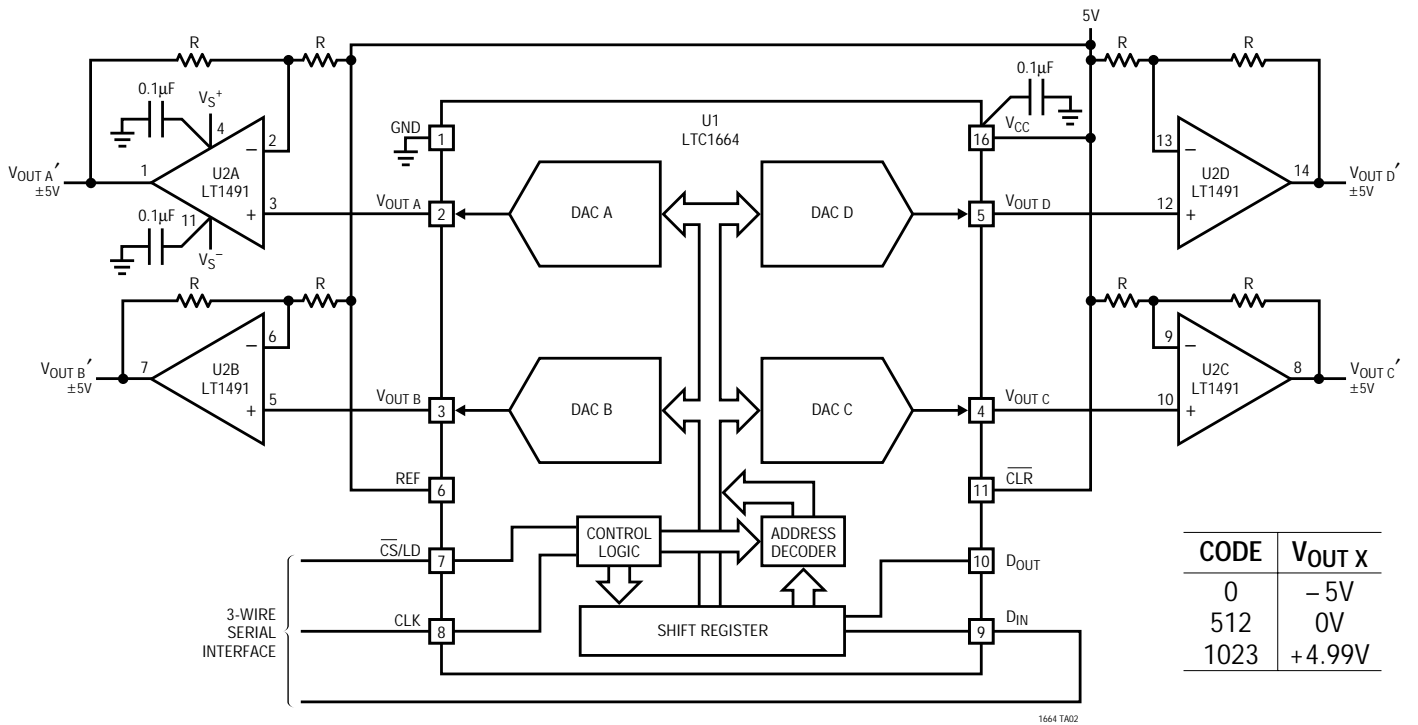 5V
R R
R R
0.1µF
VS+
4
2
−
1
U2A
LT1491
VOUT A′
±5V
3
+
0.1µF
11
VS−
GND
1
U1
LTC1664
0.1µF
VCC
16
13
−
U2D
LT1491
14
VOUT D′
±5V
12
+
VOUT A
2
DAC A
DAC D
5
VOUT D
R R
R R
6
−
VOUT B′
±5V
7
U2B
LT1491
5
+
VOUT B
3
DAC B
DAC C
4
VOUT C
9
−
U2C
LT1491
8
VOUT C′
±5V
10
+
REF
6
11
CLR
CS/LD
7
CONTROL
LOGIC
ADDRESS
DECODER
10
DOUT
3-WIRE
SERIAL
INTERFACE
CLK
8
SHIFT REGISTER
9
DIN
CODE VOUT X
0 –5V
512 0V
1023 +4.99V
1664 TA02